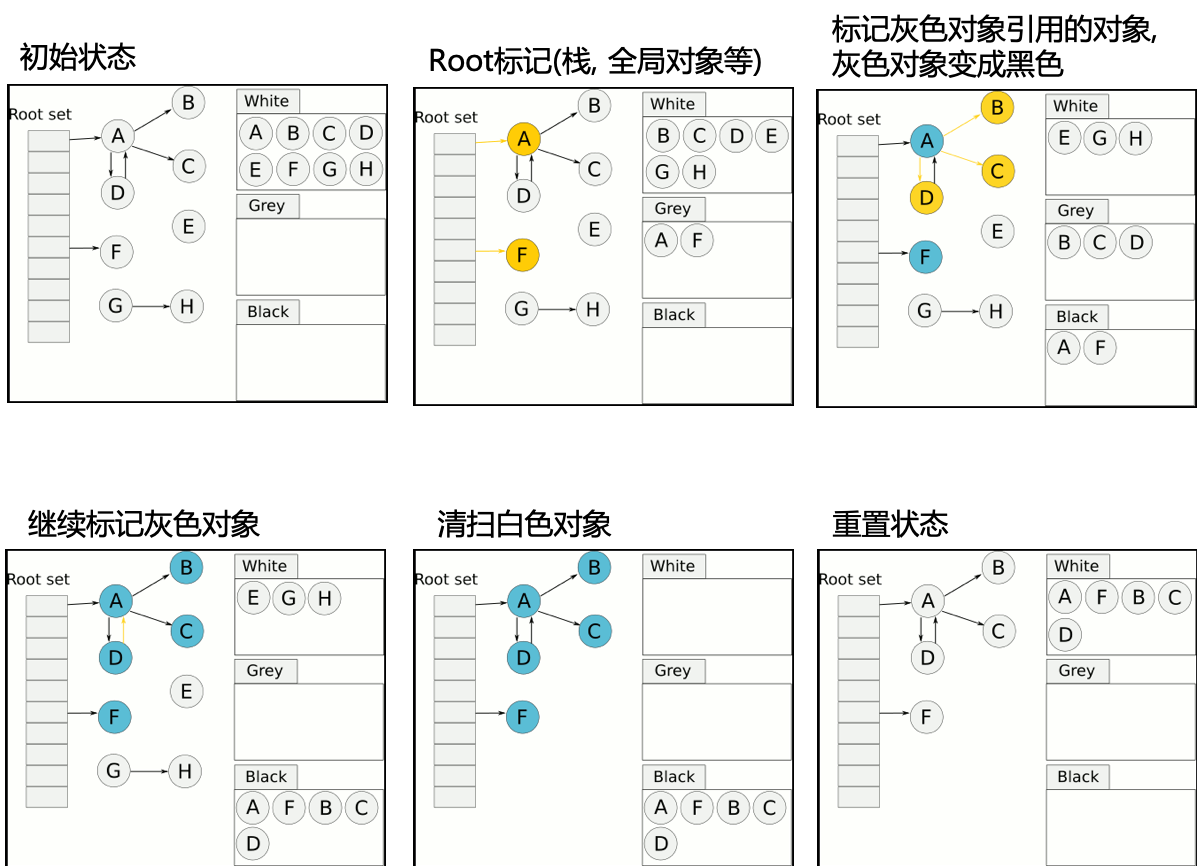 初始状态
Root set
A
B
C
D
E
F
G
H
White
A B C D
E F G H
Grey
Black
Root标记(栈, 全局对象等)
Root set
A
B
C
D
E
F
G
H
White
B C D E
G H
Grey
A F
Black
标记灰色对象引用的对象,
灰色对象变成黑色
Root set
A
B
C
D
E
F
G
H
White
E G H
Grey
B C D
Black
A F
继续标记灰色对象
Root set
A
B
C
D
E
F
G
H
White
E G H
Grey
Black
A F B C
D
清扫白色对象
Root set
A
B
C
D
F
White
Grey
Black
A F B C
D
重置状态
Root set
A
B
C
D
F
White
A F B C
D
Grey
Black